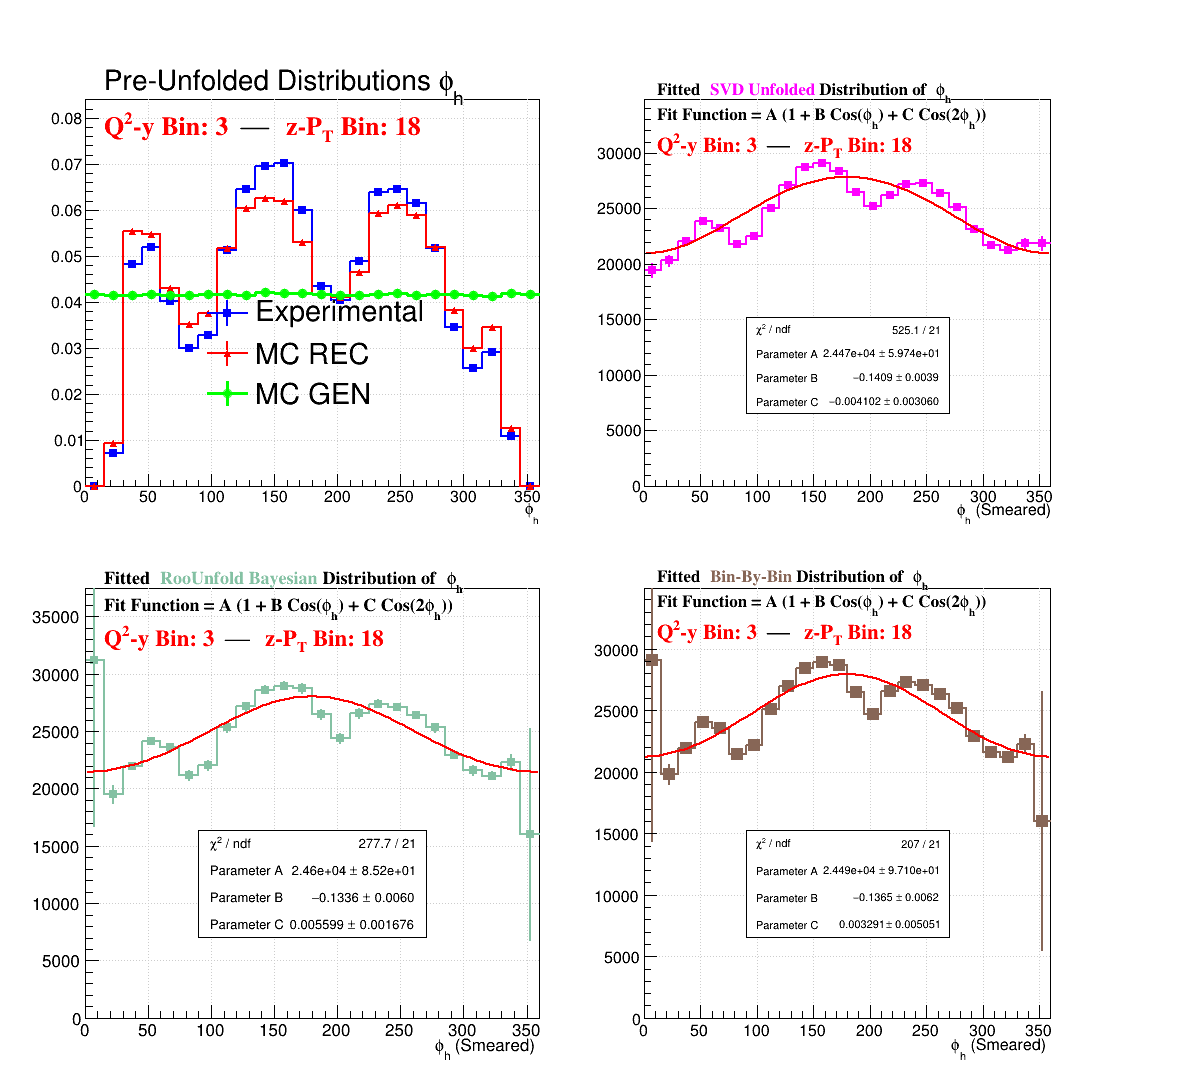 Pre-Unfolded Distributions ϕh
Q²-y Bin: 3 — z-PT Bin: 18
0.08
0.07
0.06
0.05
0.04
0.03
0.02
0.01
0
Experimental
MC REC
MC GEN
0 50 100 150 200 250 300 350
ϕh
Fitted SVD Unfolded Distribution of ϕh
Fit Function = A (1 + B Cos(ϕh) + C Cos(2ϕh))
Q²-y Bin: 3 — z-PT Bin: 18
30000
25000
20000
15000
10000
5000
0
χ² / ndf 525.1 / 21
Parameter A 2.447e+04 ± 5.974e+01
Parameter B −0.1409 ± 0.0039
Parameter C −0.004102 ± 0.003060
0 50 100 150 200 250 300 350
ϕh (Smeared)
Fitted RooUnfold Bayesian Distribution of ϕh
Fit Function = A (1 + B Cos(ϕh) + C Cos(2ϕh))
Q²-y Bin: 3 — z-PT Bin: 18
35000
30000
25000
20000
15000
10000
5000
0
χ² / ndf 277.7 / 21
Parameter A 2.46e+04 ± 8.52e+01
Parameter B −0.1336 ± 0.0060
Parameter C 0.005599 ± 0.001676
0 50 100 150 200 250 300 350
ϕh (Smeared)
Fitted Bin-By-Bin Distribution of ϕh
Fit Function = A (1 + B Cos(ϕh) + C Cos(2ϕh))
Q²-y Bin: 3 — z-PT Bin: 18
30000
25000
20000
15000
10000
5000
0
χ² / ndf 207 / 21
Parameter A 2.449e+04 ± 9.710e+01
Parameter B −0.1365 ± 0.0062
Parameter C 0.003291 ± 0.005051
0 50 100 150 200 250 300 350
ϕh (Smeared)